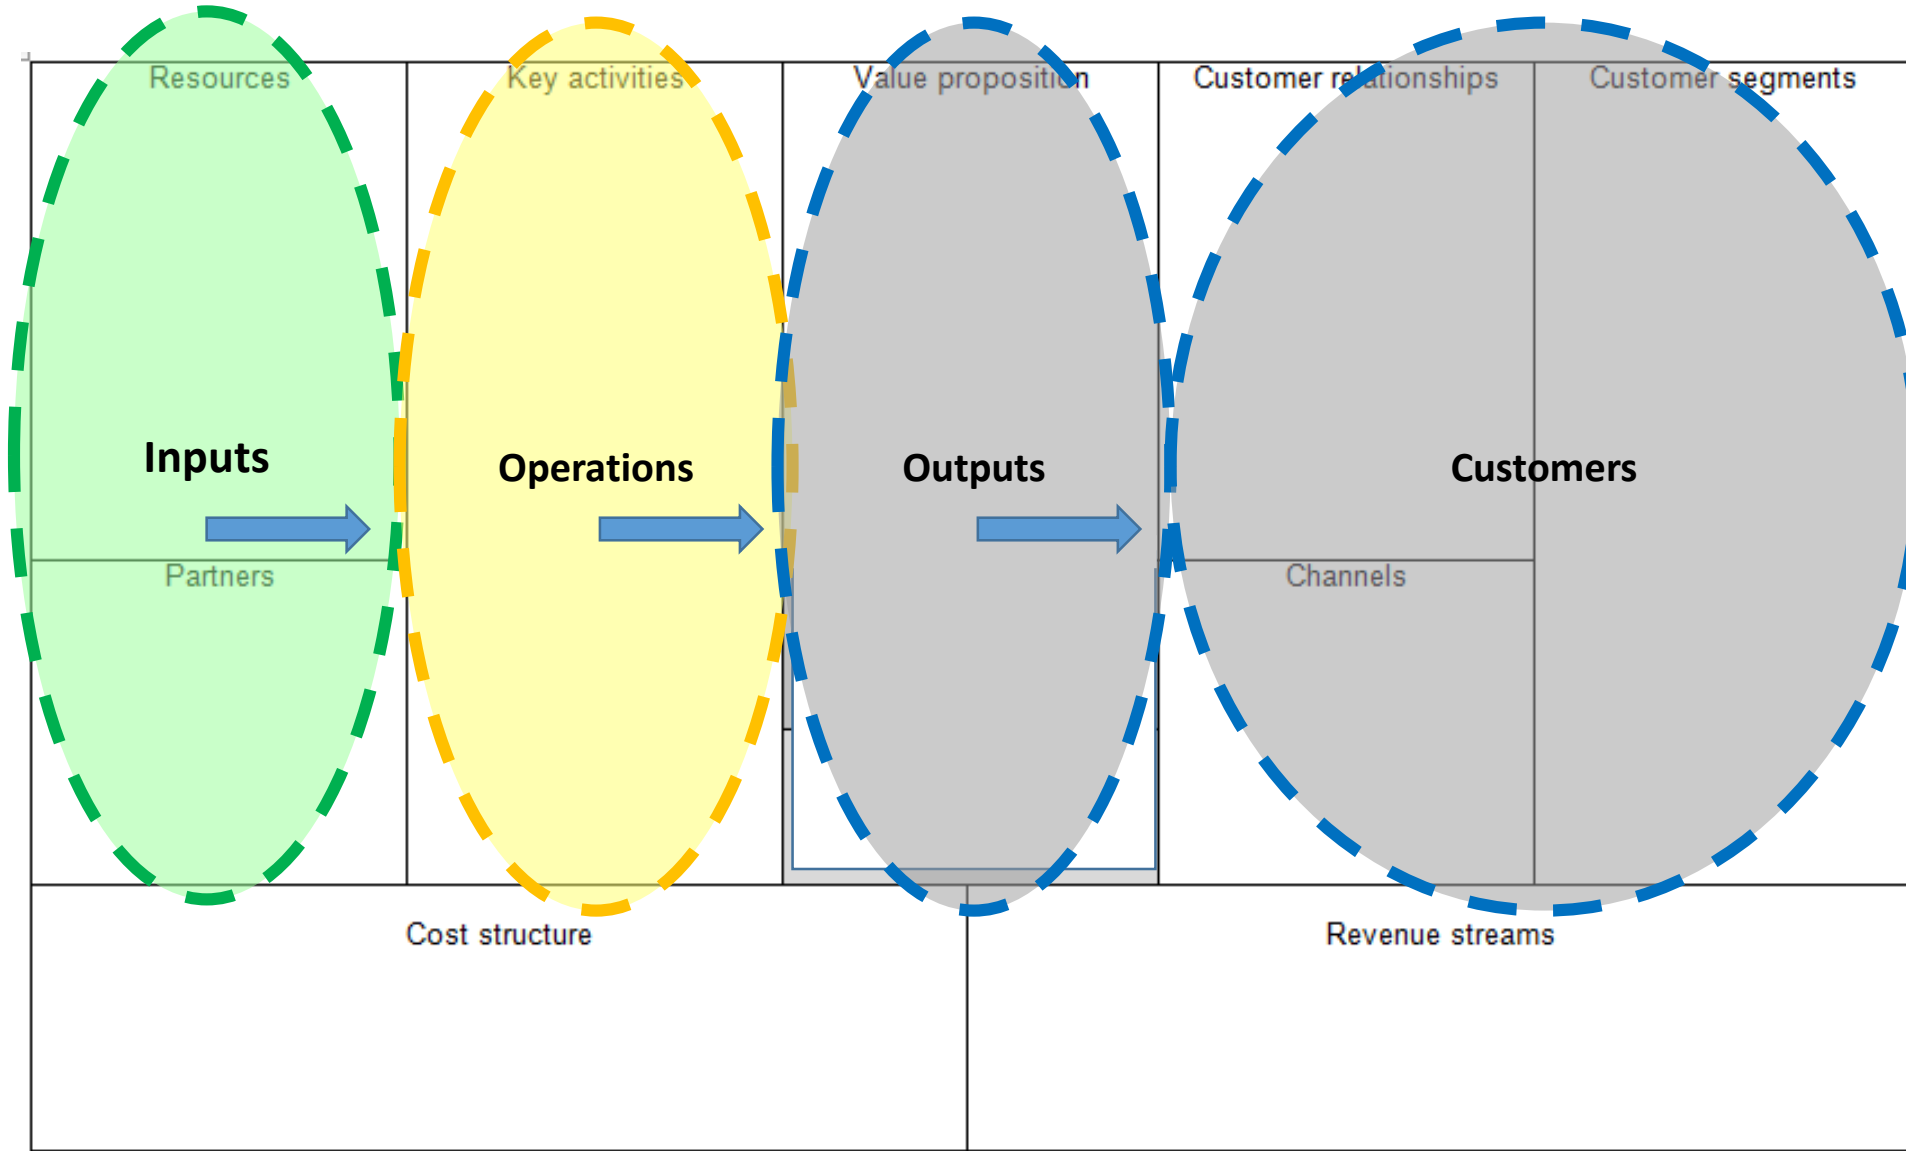 Resources
Key activities
Value proposition
Customer relationships
Customer segments
Inputs
Operations
Outputs
Customers
Partners
Channels
Cost structure
Revenue streams